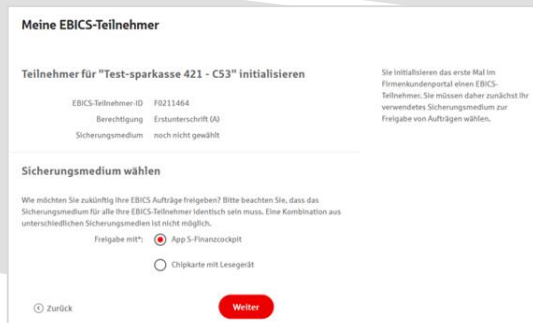 Meine EBICS-Teilnehmer
Teilnehmer für "Test-sparkasse 421 - C53" initialisieren
EBICS-Teilnehmer-ID F0211464
Berechtigung Erstunterschrift (A)
Sicherungsmedium noch nicht gewählt
Sie initialisieren das erste Mal im
Firmenkundenportal einen EBICS-
Teilnehmer. Sie müssen daher zunächst Ihr
verwendetes Sicherungsmedium zur
Freigabe von Aufträgen wählen.
Sicherungsmedium wählen
Wie möchten Sie zukünftig Ihre EBICS Aufträge freigeben? Bitte beachten Sie, dass das
Sicherungsmedium für alle Ihre EBICS-Teilnehmer identisch sein muss. Eine Kombination aus
unterschiedlichen Sicherungsmedien ist nicht möglich.
Freigabe mit*: App S-Finanzcockpit
Chipkarte mit Lesegerät
Zurück
Weiter